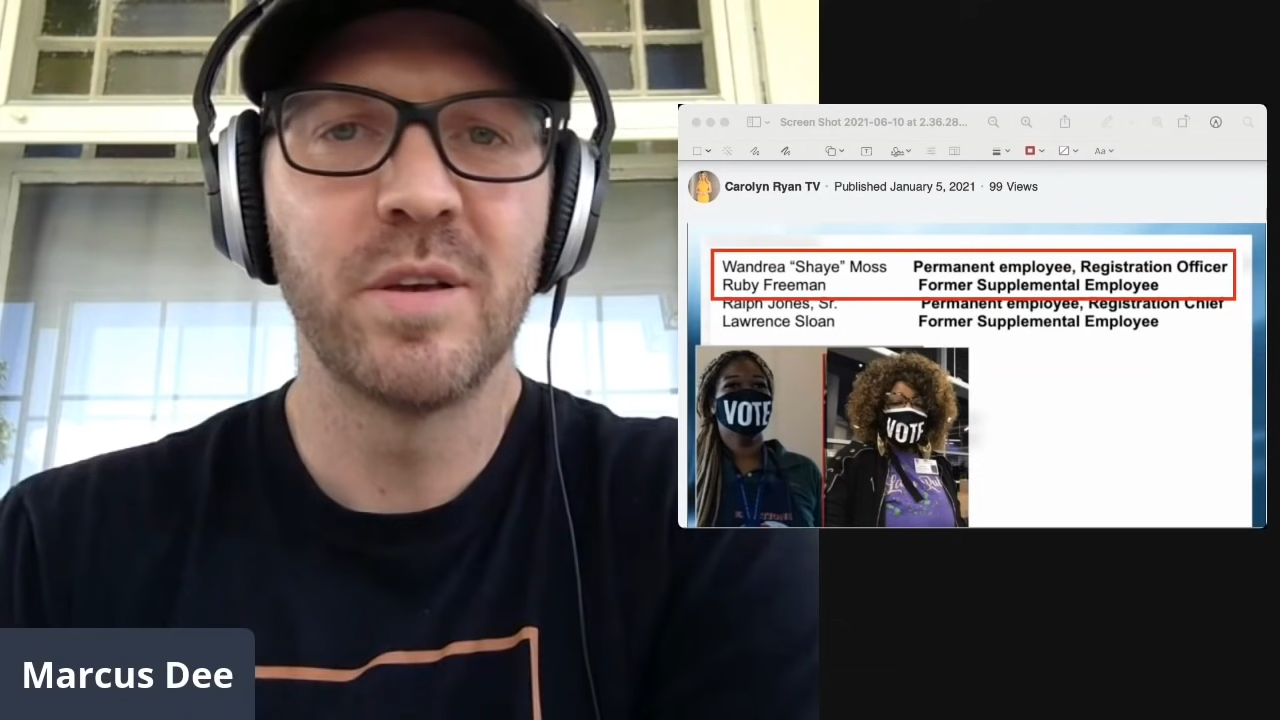 Screen Shot 2021-06-10 at 2.36.28...
Aa
Carolyn Ryan TV · Published January 5, 2021 · 99 Views
Wandrea “Shaye” Moss Permanent employee, Registration Officer
Ruby Freeman Former Supplemental Employee
Ralph Jones, Sr. Permanent employee, Registration Chief
Lawrence Sloan Former Supplemental Employee
VOTE
VOTE
Marcus Dee